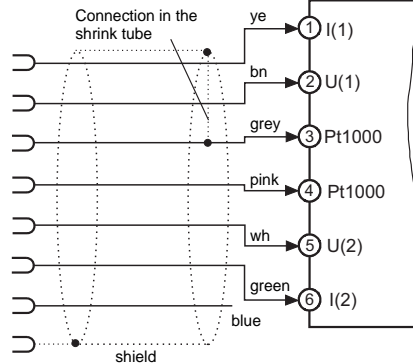 Connection in the
shrink tube
ye
1 I(1)
bn
2 U(1)
grey
3 Pt1000
pink
4 Pt1000
wh
5 U(2)
green
6 I(2)
blue
shield